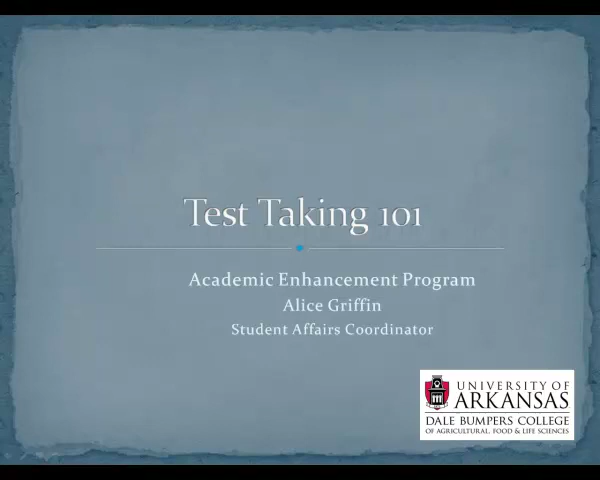 Test Taking 101
Academic Enhancement Program
Alice Griffin
Student Affairs Coordinator
UNIVERSITY OF
ARKANSAS
DALE BUMPERS COLLEGE
OF AGRICULTURAL, FOOD & LIFE SCIENCES